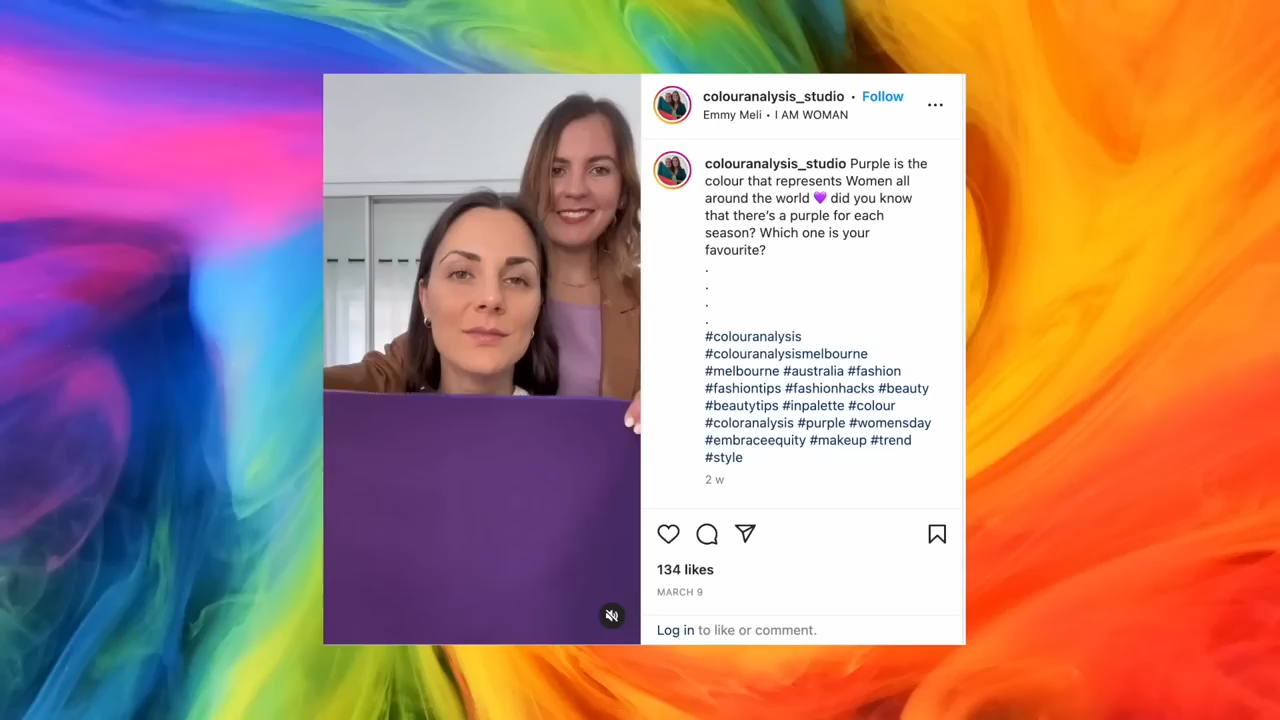 colouranalysis_studio • Follow
Emmy Meli • I AM WOMAN
colouranalysis_studio Purple is the
colour that represents Women all
around the world 💜 did you know
that there's a purple for each
season? Which one is your
favourite?
.
.
.
.
#colouranalysis
#colouranalysismelbourne
#melbourne #australia #fashion
#fashiontips #fashionhacks #beauty
#beautytips #inpalette #colour
#coloranalysis #purple #womensday
#embraceequity #makeup #trend
#style
2 w
134 likes
MARCH 9
Log in to like or comment.